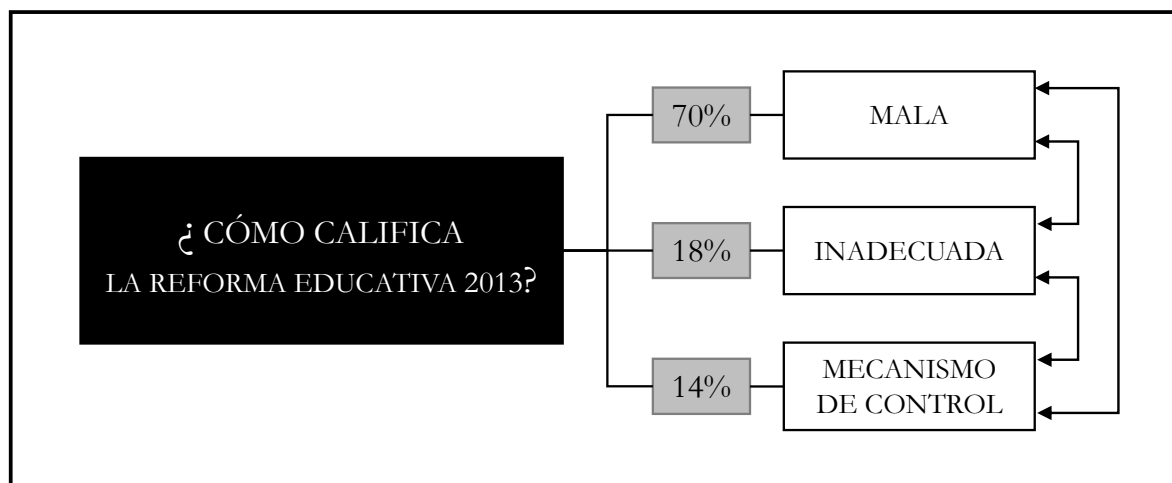 ¿ CÓMO CALIFICA
LA REFORMA EDUCATIVA 2013?
70%
MALA
18%
INADECUADA
14%
MECANISMO
DE CONTROL